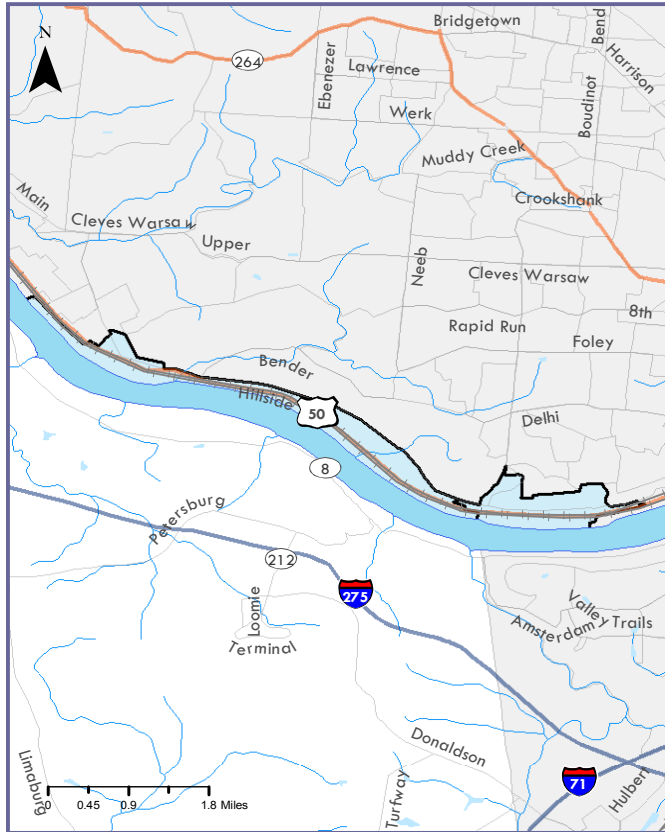 Bridgetown
Bend
N
Harrison
264
Lawrence
Ebenezer
Werk
Boudinot
Muddy Creek
Main
Crookshank
Cleves Warsaw
Upper
Neeb
Cleves Warsaw
8th
Rapid Run
Foley
Bender
Hillside
50
Delhi
8
Petersburg
212
275
Loomie
Valley
Amsterdam
Trails
Terminal
Donaldson
Limaburg
71
Hulbert
Turfway
0 0.45 0.9 1.8 Miles